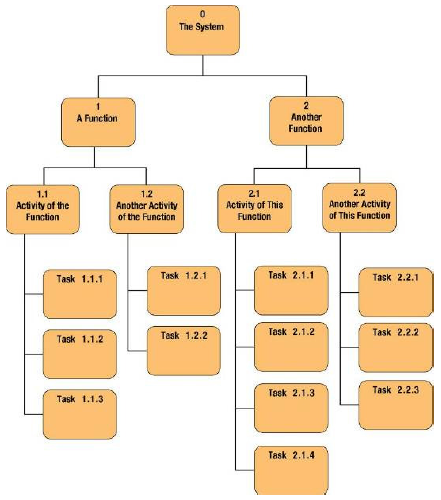 0
The System
1
A Function
2
Another
Function
1.1
Activity of the
Function
1.2
Another Activity
of the Function
2.1
Activity of This
Function
2.2
Another Activity
of This Function
Task 1.1.1
Task 1.1.2
Task 1.1.3
Task 1.2.1
Task 1.2.2
Task 2.1.1
Task 2.1.2
Task 2.1.3
Task 2.1.4
Task 2.2.1
Task 2.2.2
Task 2.2.3